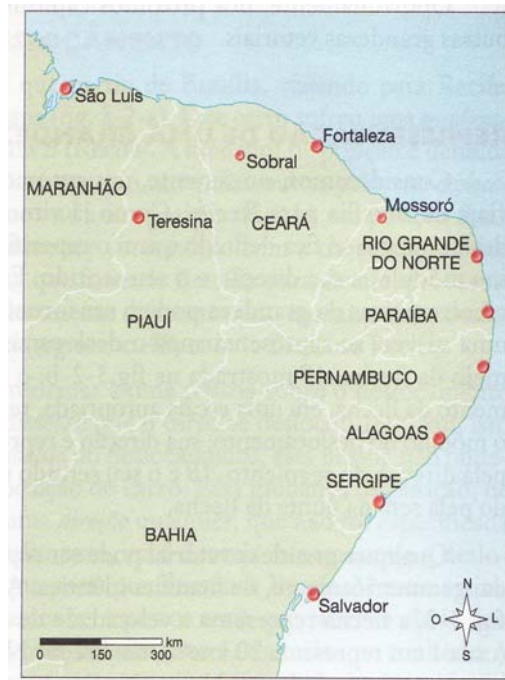 São Luís
Fortaleza
Sobral
MARANHÃO
Mossoró
Teresina
CEARÁ
RIO GRANDE
DO NORTE
PARAÍBA
PIAUÍ
PERNAMBUCO
ALAGOAS
SERGIPE
BAHIA
Salvador
N
O
L
S
0
150
300
km